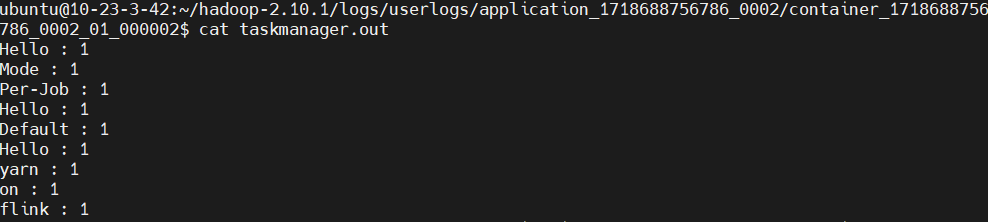 ubuntu@10-23-3-42:~/hadoop-2.10.1/logs/userlogs/application_1718688756786_0002/container_1718688756
786_0002_01_000002$ cat taskmanager.out
Hello : 1
Mode : 1
Per-Job : 1
Hello : 1
Default : 1
Hello : 1
yarn : 1
on : 1
flink : 1